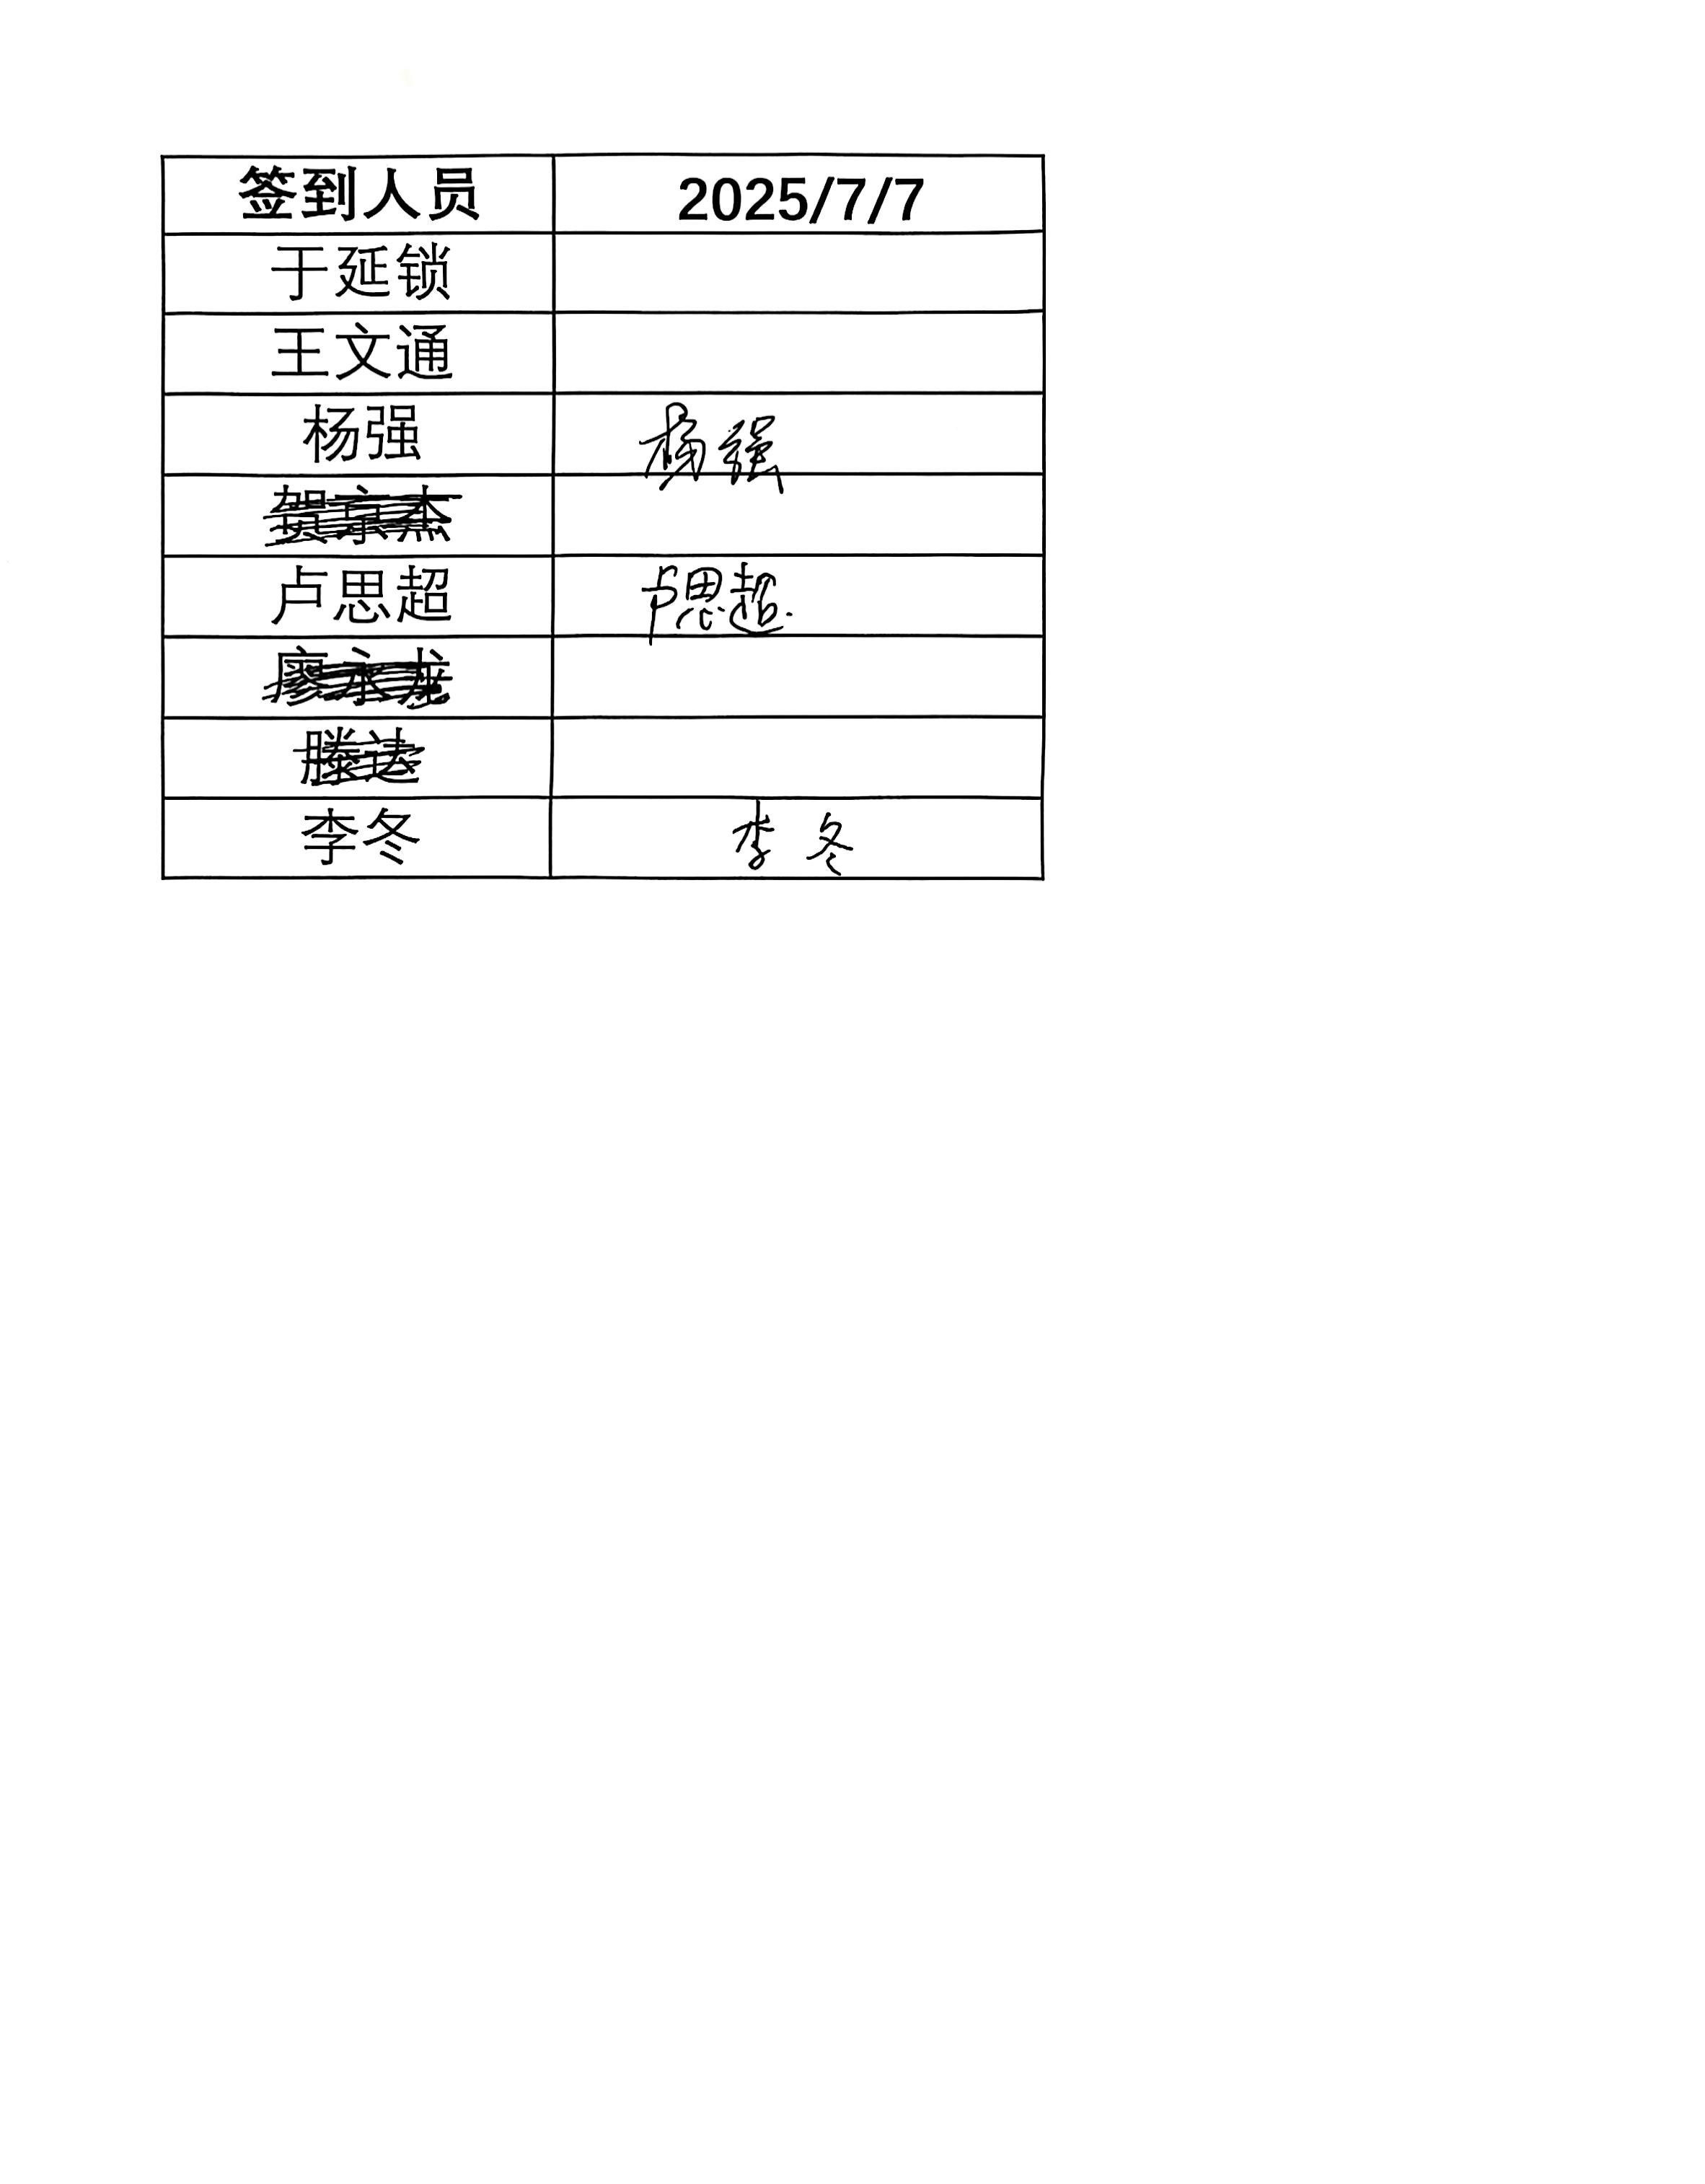 签到人员 2025/7/7
于延锁
王文通
杨强 杨强
贺京杰
卢思超 卢思超
廖永龙
滕达
李冬 李冬